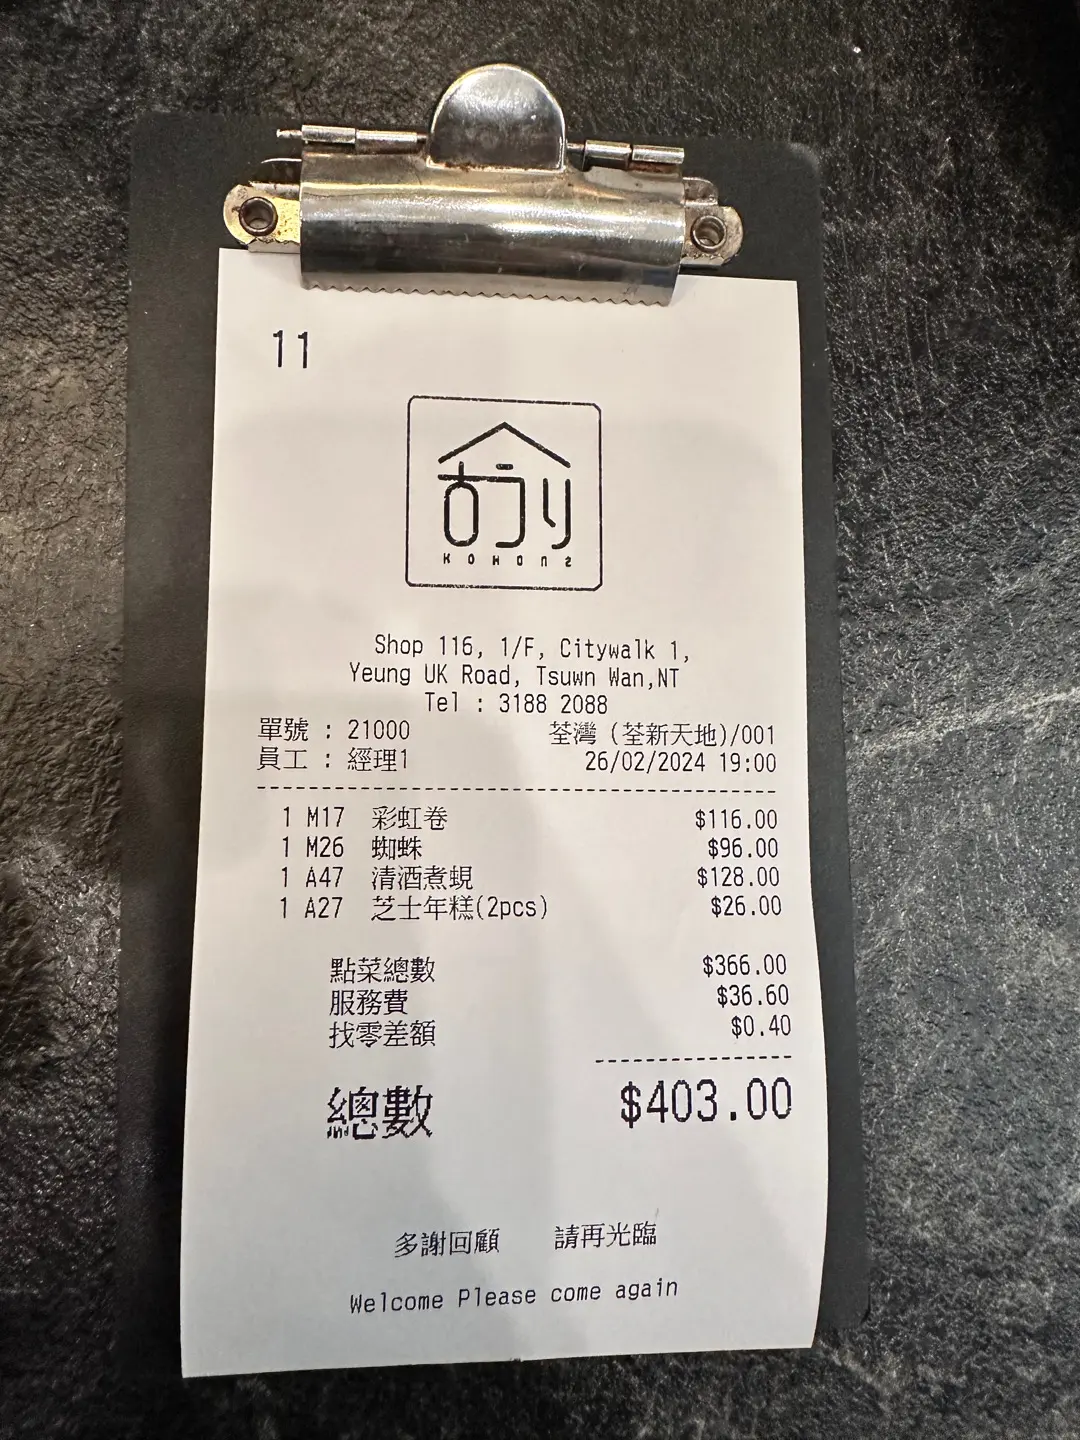 11
KOHONZ
Shop 116, 1/F, Citywalk 1,
Yeung UK Road, Tsuwn Wan,NT
Tel : 3188 2088
單號 : 21000 荃灣 (荃新天地)/001
員工 : 經理1 26/02/2024 19:00
1 M17 彩虹卷 $116.00
1 M26 蜘蛛 $96.00
1 A47 清酒煮蜆 $128.00
1 A27 芝士年糕(2pcs) $26.00
點菜總數 $366.00
服務費 $36.60
找零差額 $0.40
總數 $403.00
多謝回顧 請再光臨
Welcome Please come again